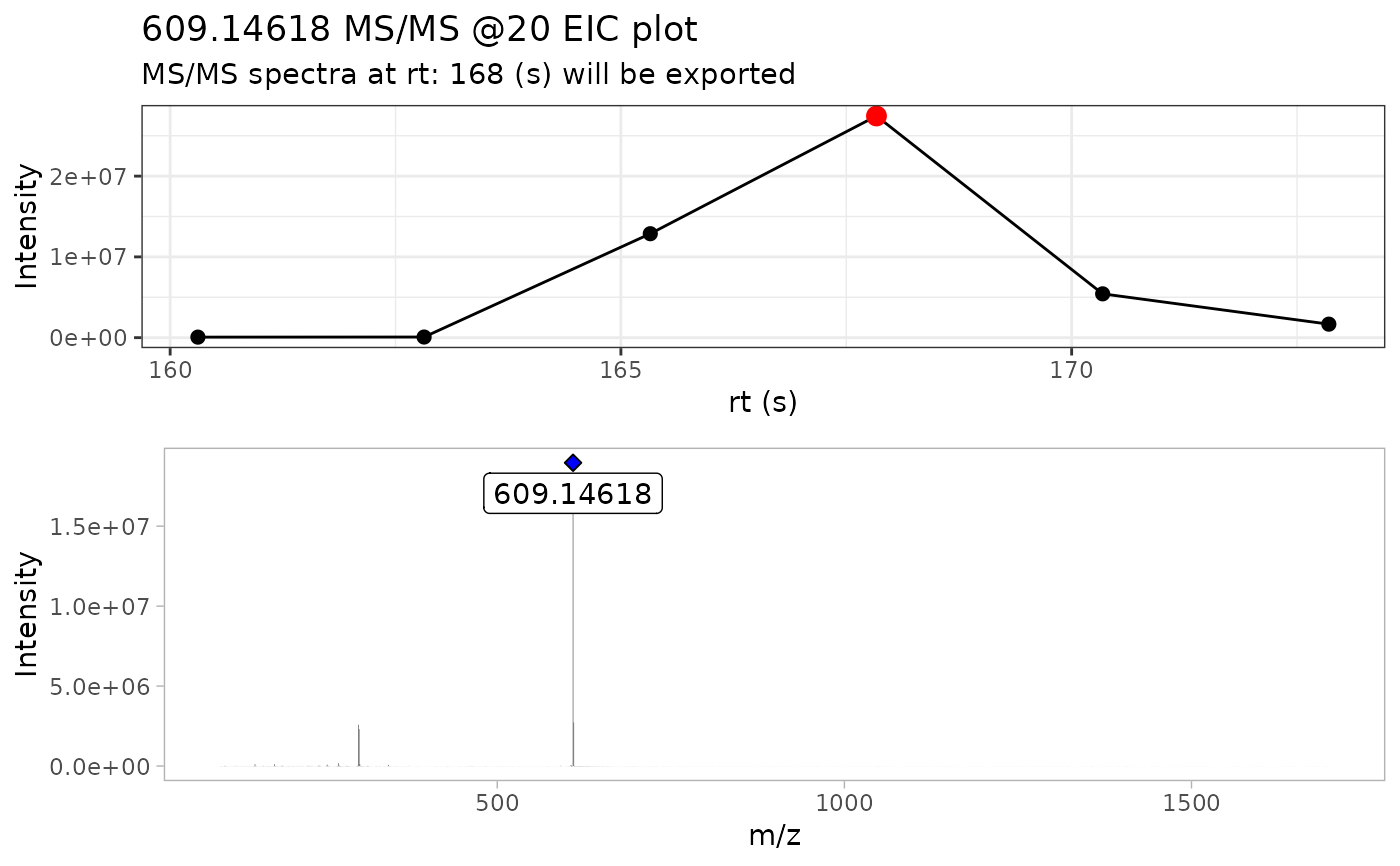 609.14618 MS/MS @20 EIC plot
MS/MS spectra at rt: 168 (s) will be exported
Intensity
2e+07
1e+07
0e+00
160 165 170
rt (s)
609.14618
Intensity
1.5e+07
1.0e+07
5.0e+06
0.0e+00
500 1000 1500
m/z